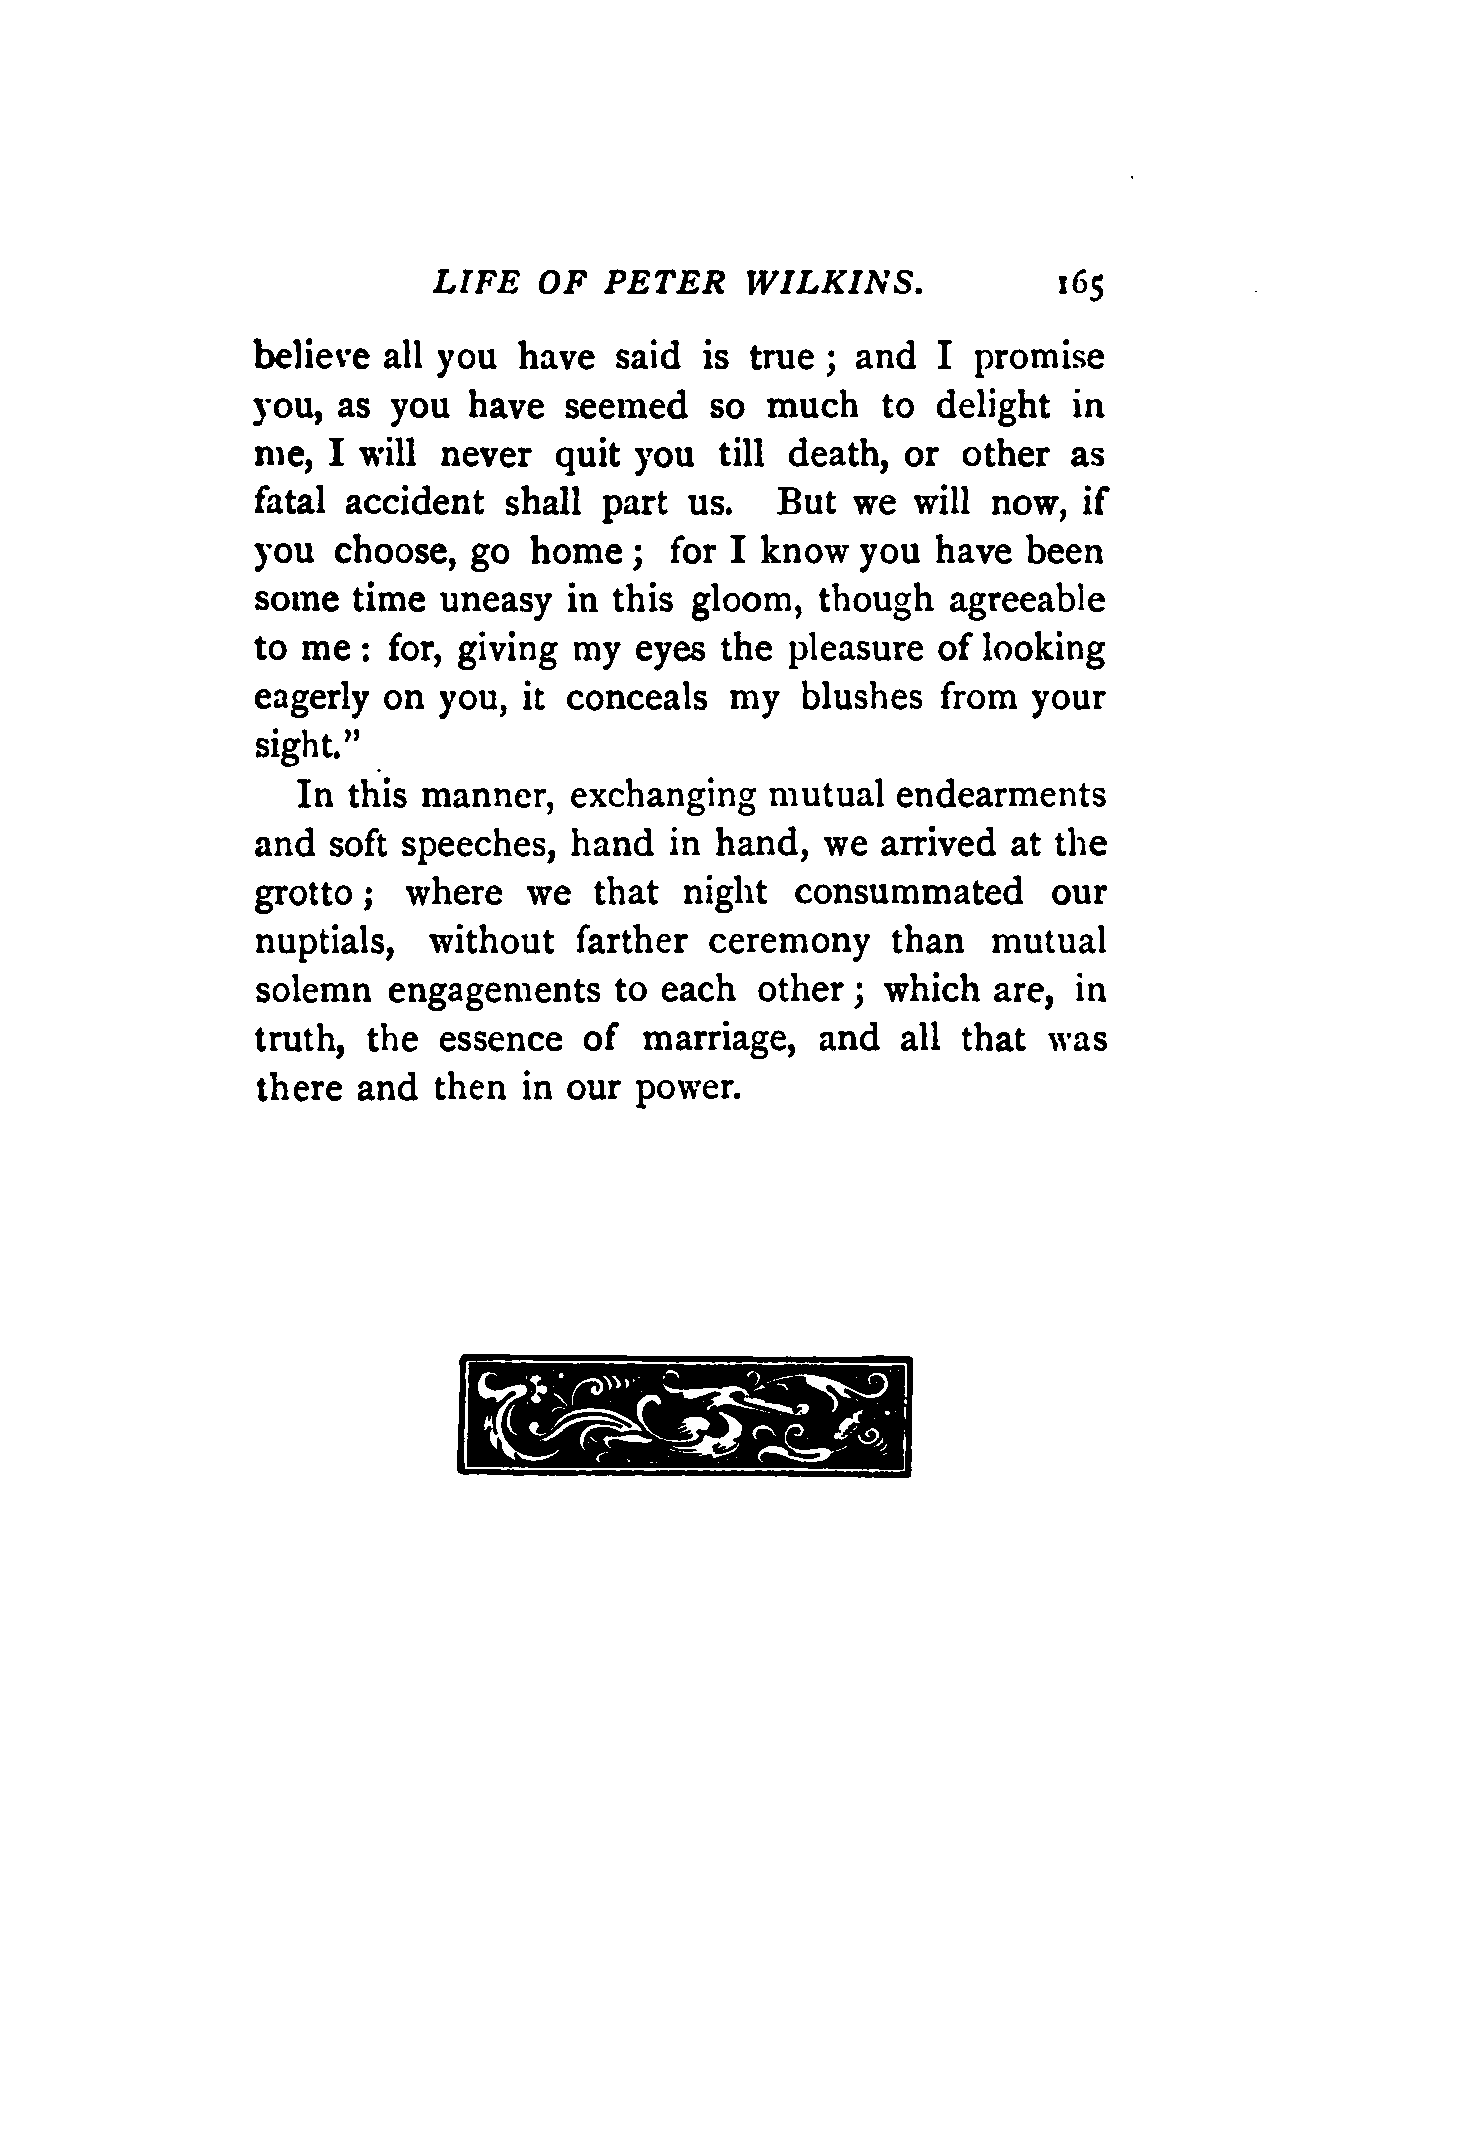 LIFE OF PETER WILKINS. 165
believe all you have said is true ; and I promise
you, as you have seemed so much to delight in
me, I will never quit you till death, or other as
fatal accident shall part us. But we will now, if
you choose, go home ; for I know you have been
some time uneasy in this gloom, though agreeable
to me : for, giving my eyes the pleasure of looking
eagerly on you, it conceals my blushes from your
sight.”
In this manner, exchanging mutual endearments
and soft speeches, hand in hand, we arrived at the
grotto ; where we that night consummated our
nuptials, without farther ceremony than mutual
solemn engagements to each other ; which are, in
truth, the essence of marriage, and all that was
there and then in our power.